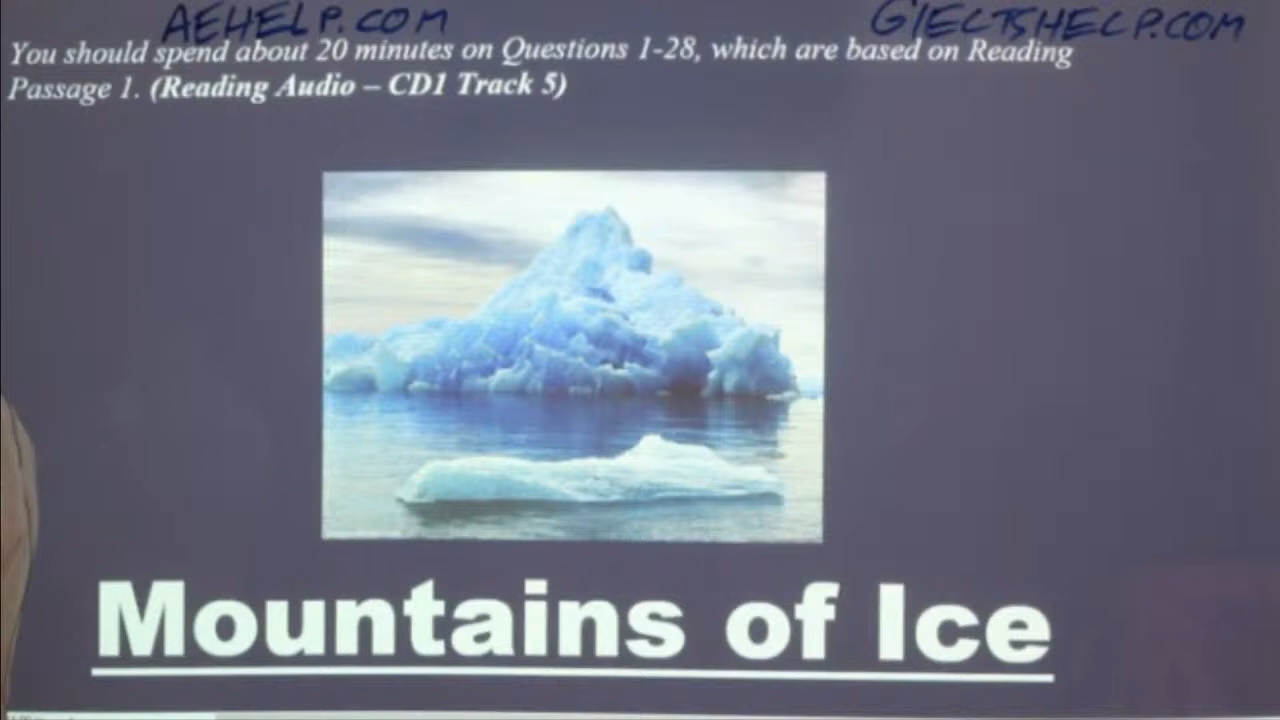 AEHELP.COM
GIELTSHELP.COM
You should spend about 20 minutes on Questions 1-28, which are based on Reading
Passage 1. (Reading Audio – CD1 Track 5)
Mountains of Ice